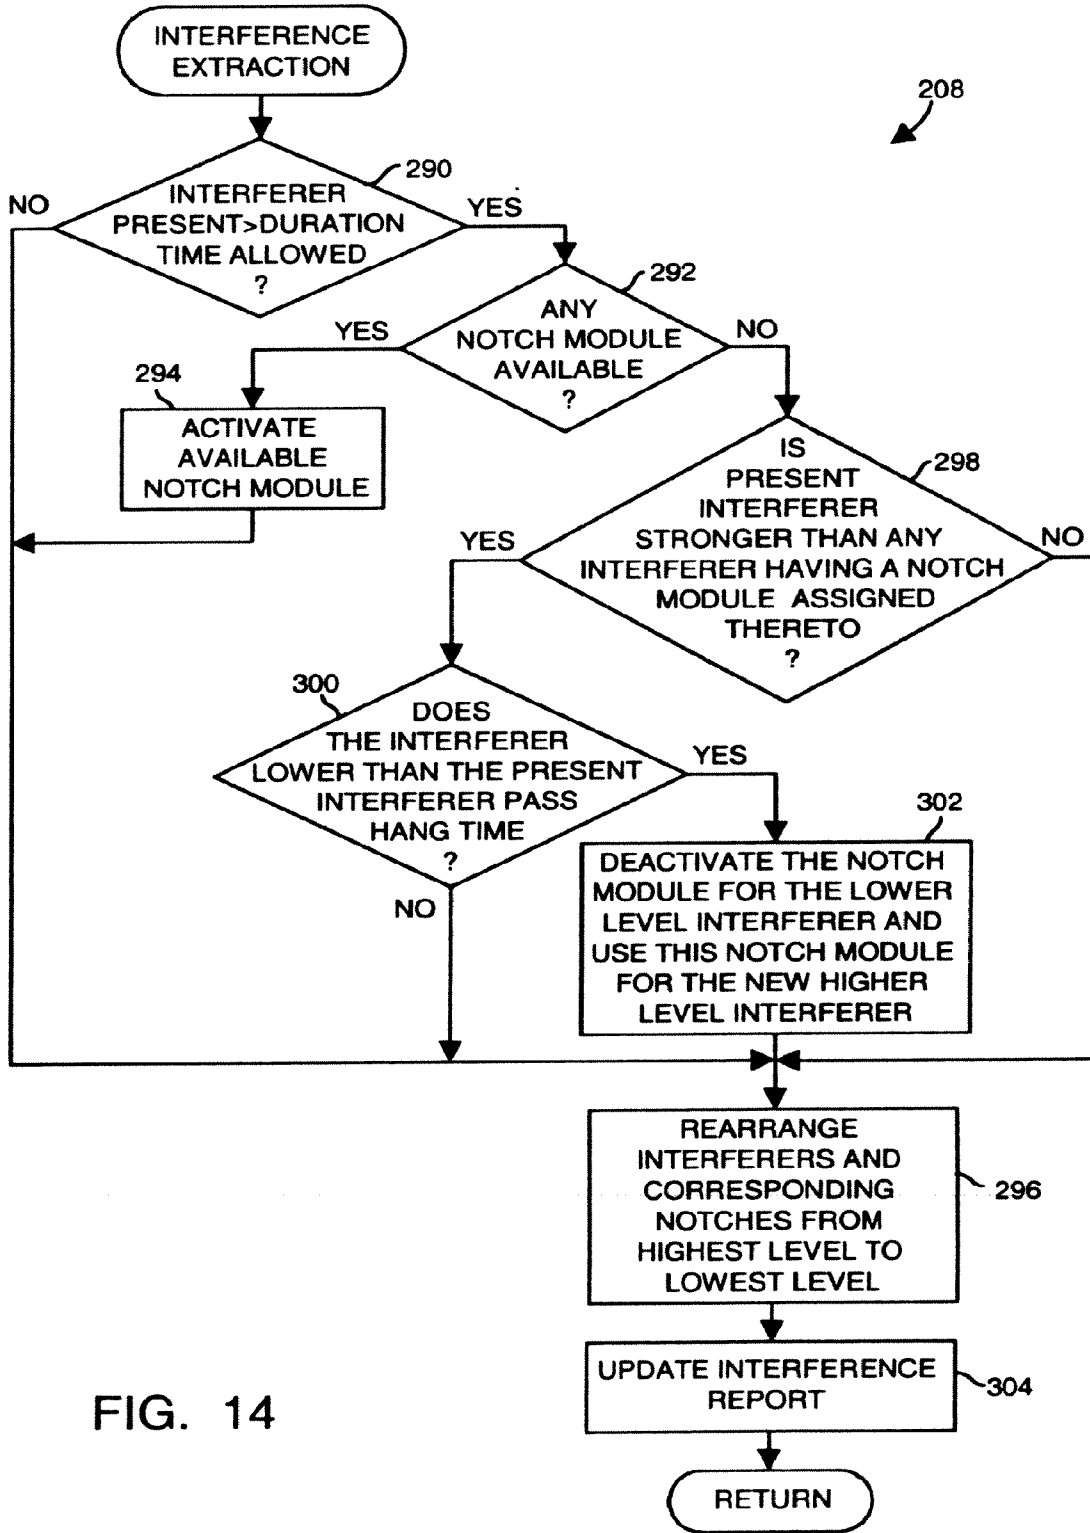 INTERFERENCE
EXTRACTION
208
290
NO
INTERFERER
PRESENT>DURATION
TIME ALLOWED
?
YES
292
YES
ANY
NOTCH MODULE
AVAILABLE
?
NO
294
ACTIVATE
AVAILABLE
NOTCH MODULE
298
IS
PRESENT
INTERFERER
STRONGER THAN ANY
INTERFERER HAVING A NOTCH
MODULE ASSIGNED
THERETO
?
YES
NO
300
DOES
THE INTERFERER
LOWER THAN THE PRESENT
INTERFERER PASS
HANG TIME
?
YES
NO
302
DEACTIVATE THE NOTCH
MODULE FOR THE LOWER
LEVEL INTERFERER AND
USE THIS NOTCH MODULE
FOR THE NEW HIGHER
LEVEL INTERFERER
REARRANGE
INTERFERERS AND
CORRESPONDING
NOTCHES FROM
HIGHEST LEVEL TO
LOWEST LEVEL
296
UPDATE INTERFERENCE
REPORT
304
FIG. 14
RETURN